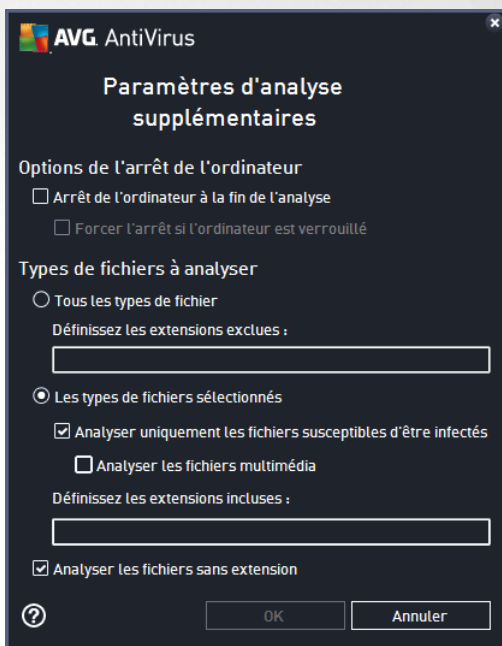 AVG. AntiVirus
Paramètres d'analyse
supplémentaires
Options de l'arrêt de l'ordinateur
Arrêt de l'ordinateur à la fin de l'analyse
Forcer l'arrêt si l'ordinateur est verrouillé
Types de fichiers à analyser
Tous les types de fichier
Définissez les extensions exclues :
Les types de fichiers sélectionnés
Analyser uniquement les fichiers susceptibles d'être infectés
Analyser les fichiers multimédia
Définissez les extensions incluses :
Analyser les fichiers sans extension
?
OK
Annuler